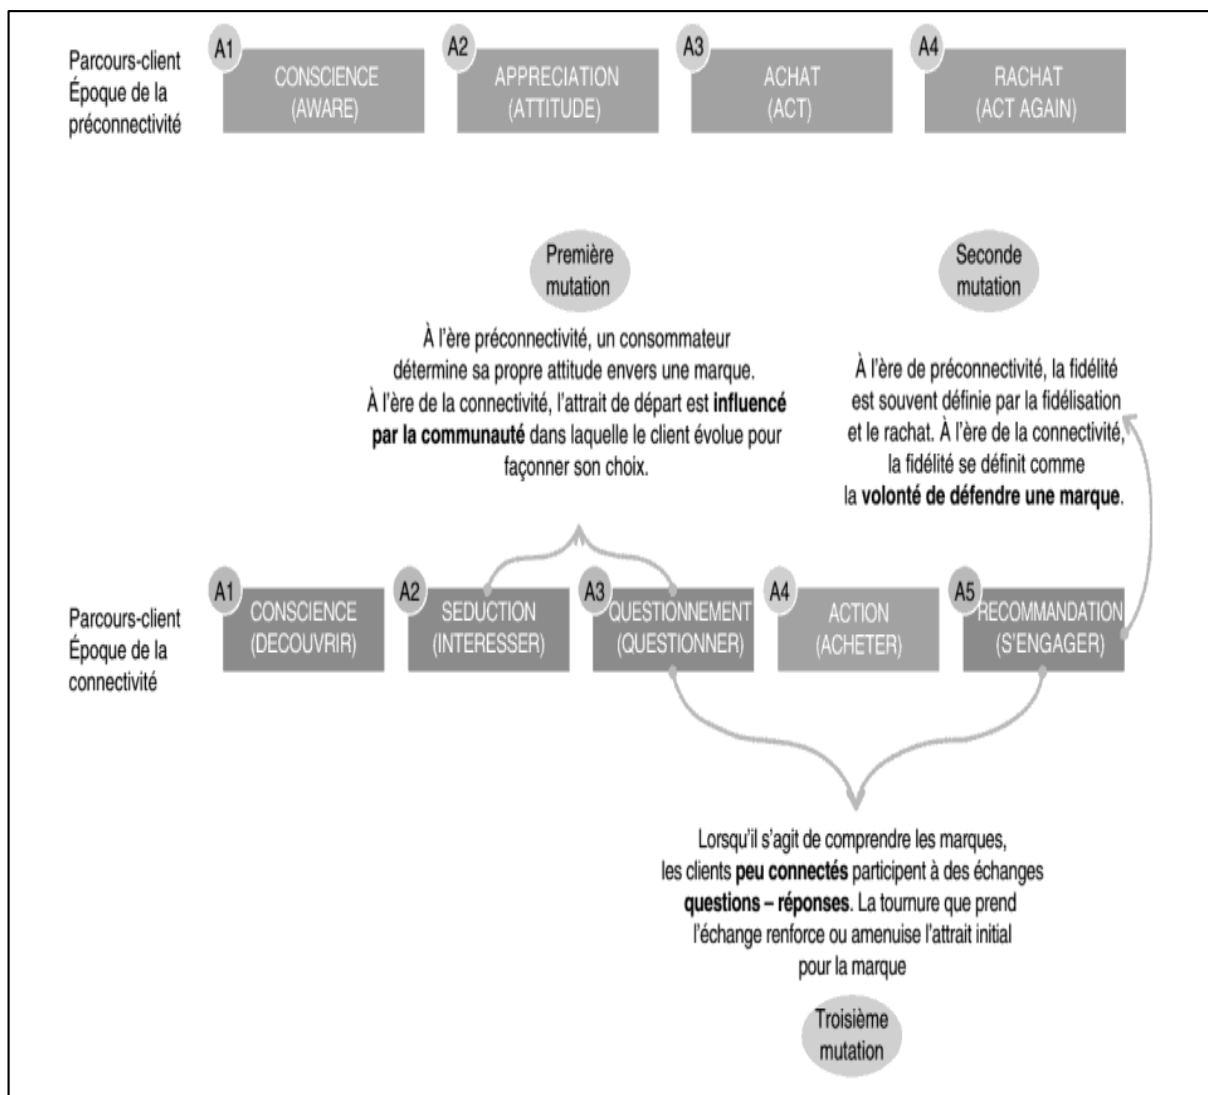 Parcours-client
Époque de la
préconnectivité
A1
CONSCIENCE
(AWARE)
A2
APPRECIATION
(ATTITUDE)
A3
ACHAT
(ACT)
A4
RACHAT
(ACT AGAIN)
Première
mutation
À l'ère préconnectivité, un consommateur
détermine sa propre attitude envers une marque.
À l'ère de la connectivité, l'attrait de départ est influencé
par la communauté dans laquelle le client évolue pour
façonner son choix.
Seconde
mutation
À l'ère de préconnectivité, la fidélité
est souvent définie par la fidélisation
et le rachat. À l'ère de la connectivité,
la fidélité se définit comme
la volonté de défendre une marque.
Parcours-client
Époque de la
connectivité
A1
CONSCIENCE
(DECOUVRIR)
A2
SEDUCTION
(INTERESSER)
A3
QUESTIONNEMENT
(QUESTIONNER)
A4
ACTION
(ACHETER)
A5
RECOMMANDATION
(S'ENGAGER)
Lorsqu'il s'agit de comprendre les marques,
les clients peu connectés participent à des échanges
questions – réponses. La tournure que prend
l'échange renforce ou amenuise l'attrait initial
pour la marque
Troisième
mutation